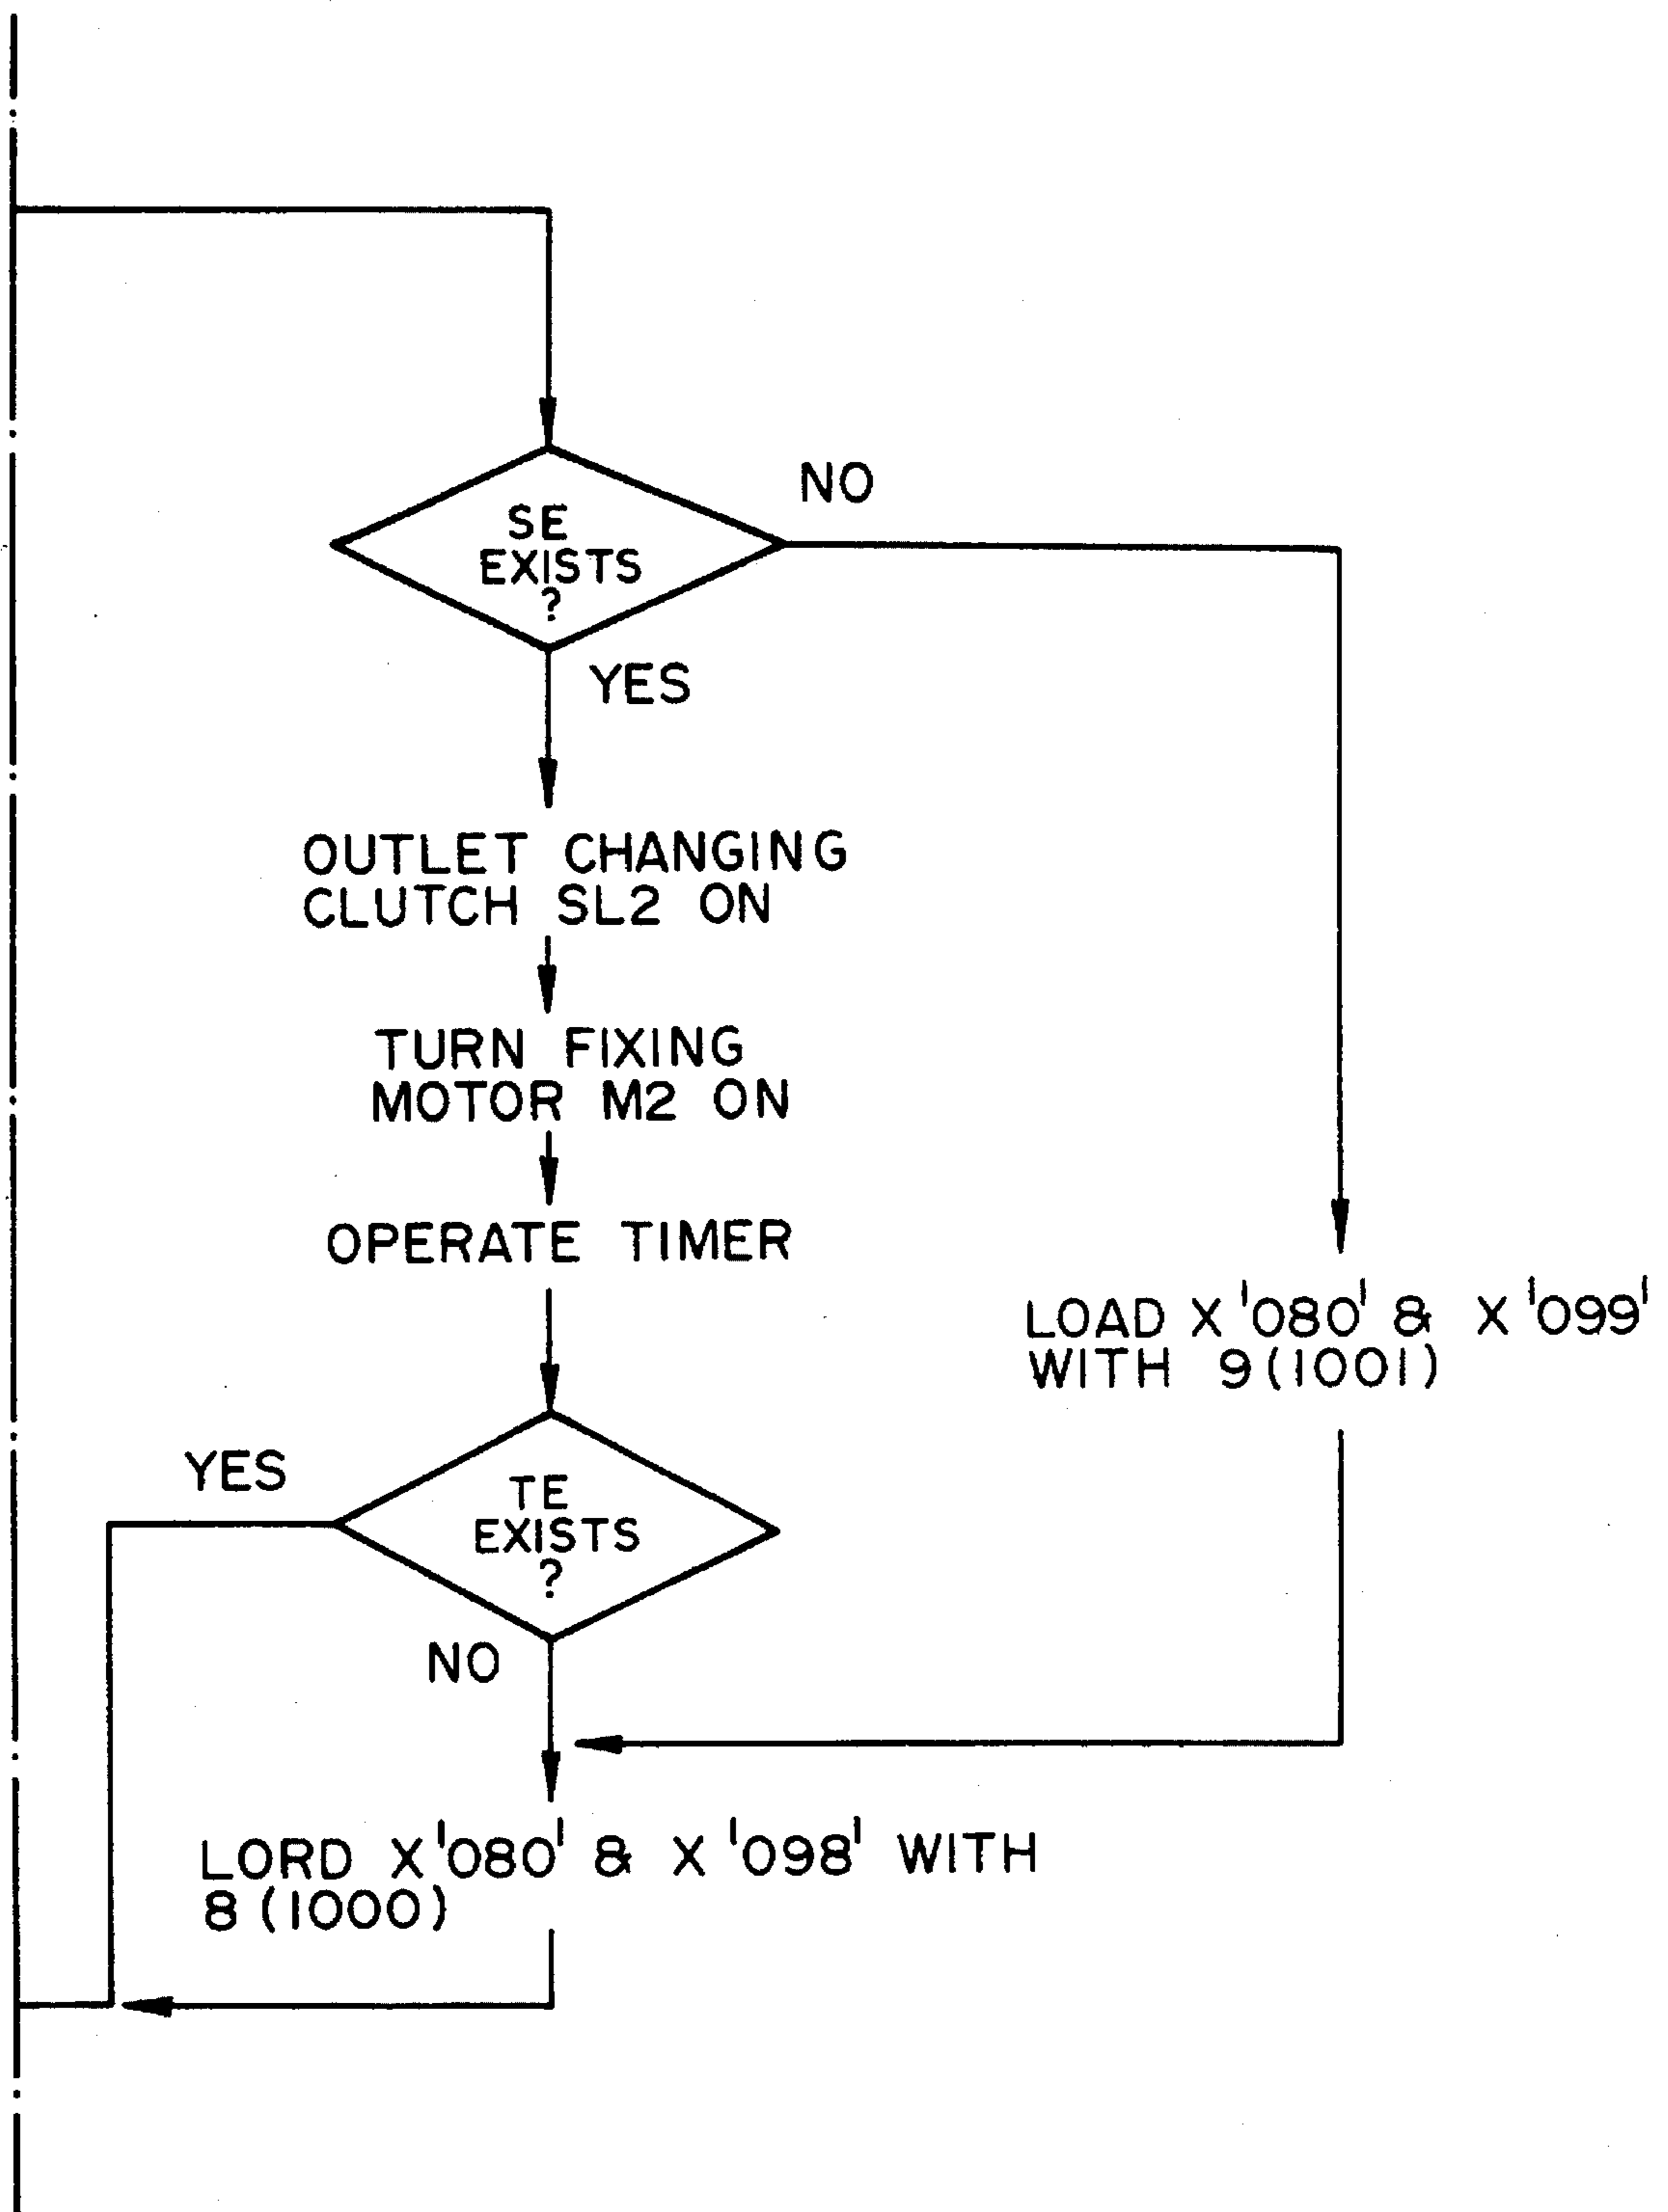 NO
SE
EXISTS
?
YES
OUTLET CHANGING
CLUTCH SL2 ON
TURN FIXING
MOTOR M2 ON
OPERATE TIMER
LOAD X'080' & X'099'
WITH 9(1001)
YES
TE
EXISTS
?
NO
LORD X'080' & X'098' WITH
8(1000)